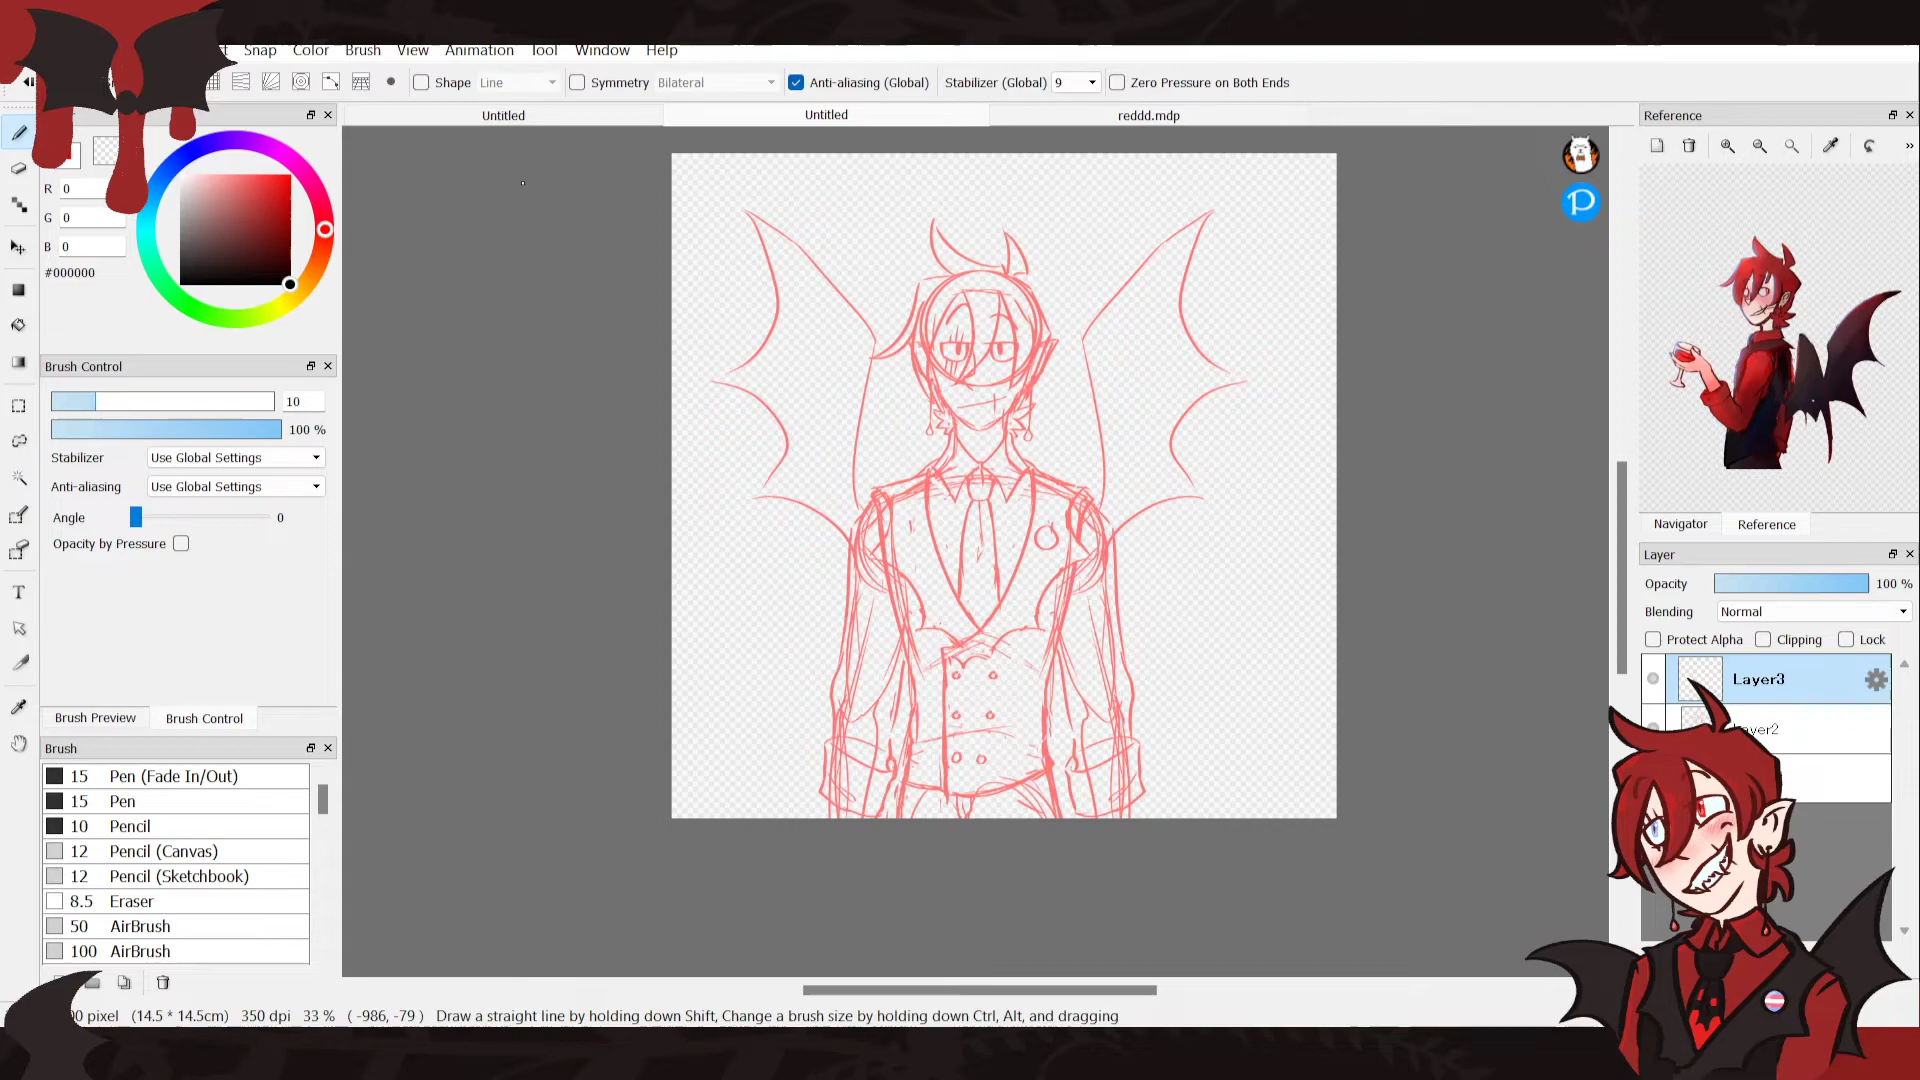 Snap Color Brush View Animation Tool Window Help
Shape Line Symmetry Bilateral Anti-aliasing (Global) Stabilizer (Global) 9 Zero Pressure on Both Ends
Untitled Untitled reddd.mdp
R 0
G 0
B 0
#000000
Brush Control
10
100 %
Stabilizer Use Global Settings
Anti-aliasing Use Global Settings
Angle 0
Opacity by Pressure
Brush Preview Brush Control
Brush
15 Pen (Fade In/Out)
15 Pen
10 Pencil
12 Pencil (Canvas)
12 Pencil (Sketchbook)
8.5 Eraser
50 AirBrush
100 AirBrush
pixel (14.5 * 14.5cm) 350 dpi 33 % ( -986, -79 ) Draw a straight line by holding down Shift, Change a brush size by holding down Ctrl, Alt, and dragging
Reference
Navigator Reference
Layer
Opacity 100 %
Blending Normal
Protect Alpha Clipping Lock
Layer3